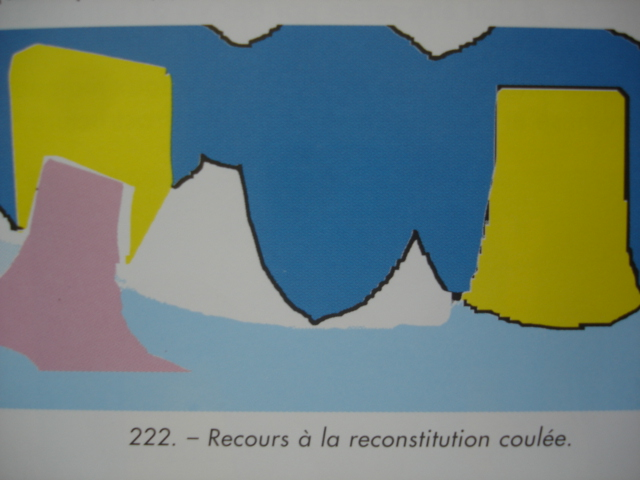 222. – Recours à la reconstitution coulée.